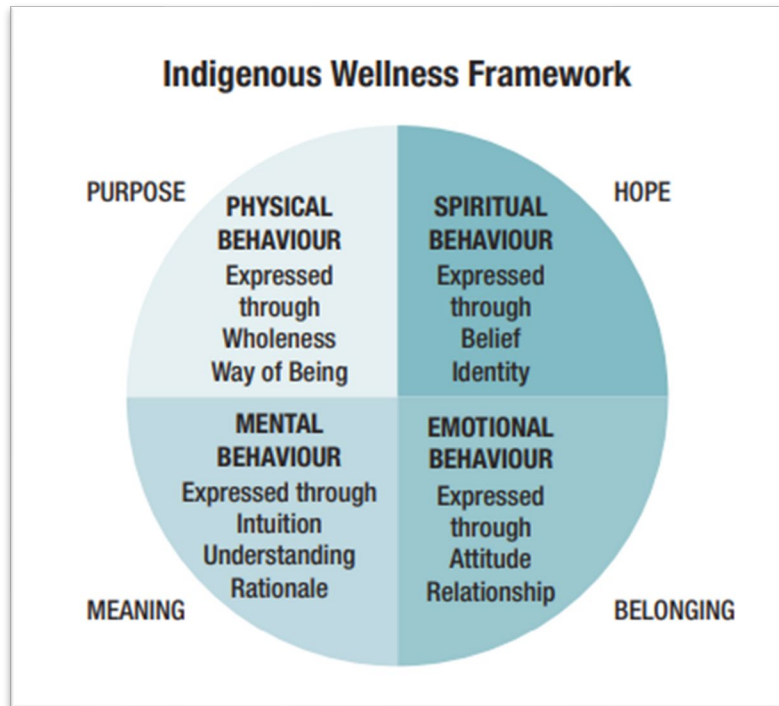 Indigenous Wellness Framework
PURPOSE
PHYSICAL
BEHAVIOUR
Expressed
through
Wholeness
Way of Being
HOPE
SPIRITUAL
BEHAVIOUR
Expressed
through
Belief
Identity
MEANING
MENTAL
BEHAVIOUR
Expressed through
Intuition
Understanding
Rationale
BELONGING
EMOTIONAL
BEHAVIOUR
Expressed
through
Attitude
Relationship